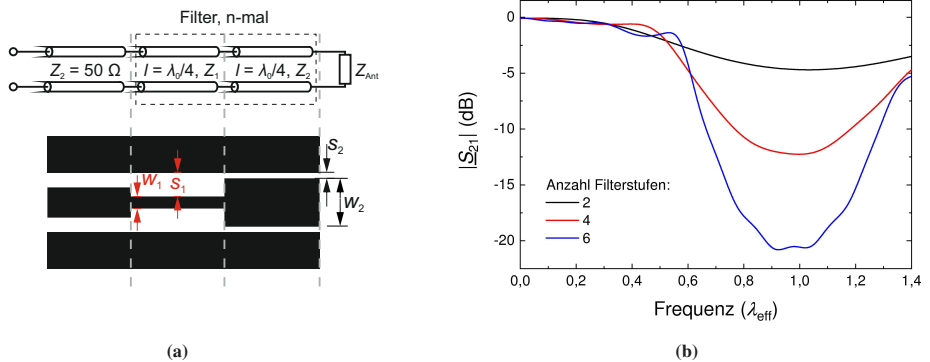 Filter, n-mal
Z₂ = 50 Ω
l = λ₀/4, Z₁
l = λ₀/4, Z₂
Z_Ant
s₂
w₁
s₁
w₂
(a)
|S₂₁| (dB)
0
-5
-10
-15
-20
Anzahl Filterstufen:
2
4
6
0,0 0,2 0,4 0,6 0,8 1,0 1,2 1,4
Frequenz (λ_eff)
(b)